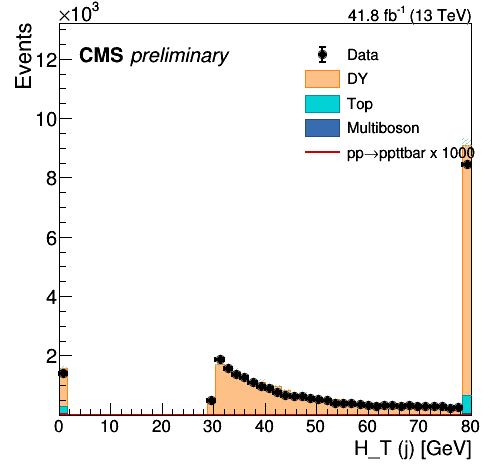 ×10³
41.8 fb⁻¹ (13 TeV)
Events
CMS preliminary
Data
DY
Top
Multiboson
pp→ppttbar x 1000
12
10
8
6
4
2
0 10 20 30 40 50 60 70 80
H_T (j) [GeV]